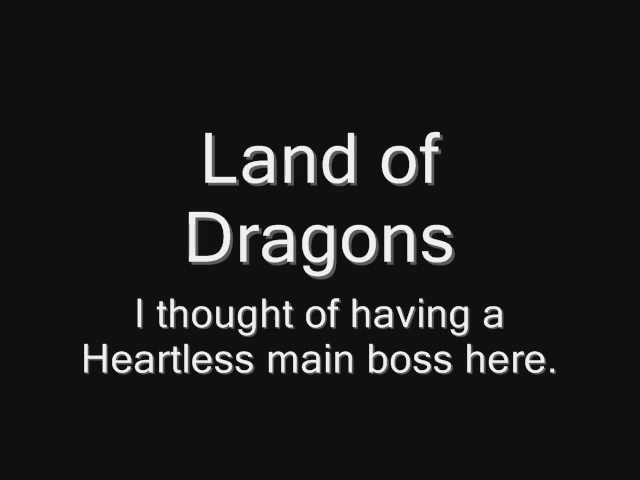 Land of
Dragons
I thought of having a
Heartless main boss here.